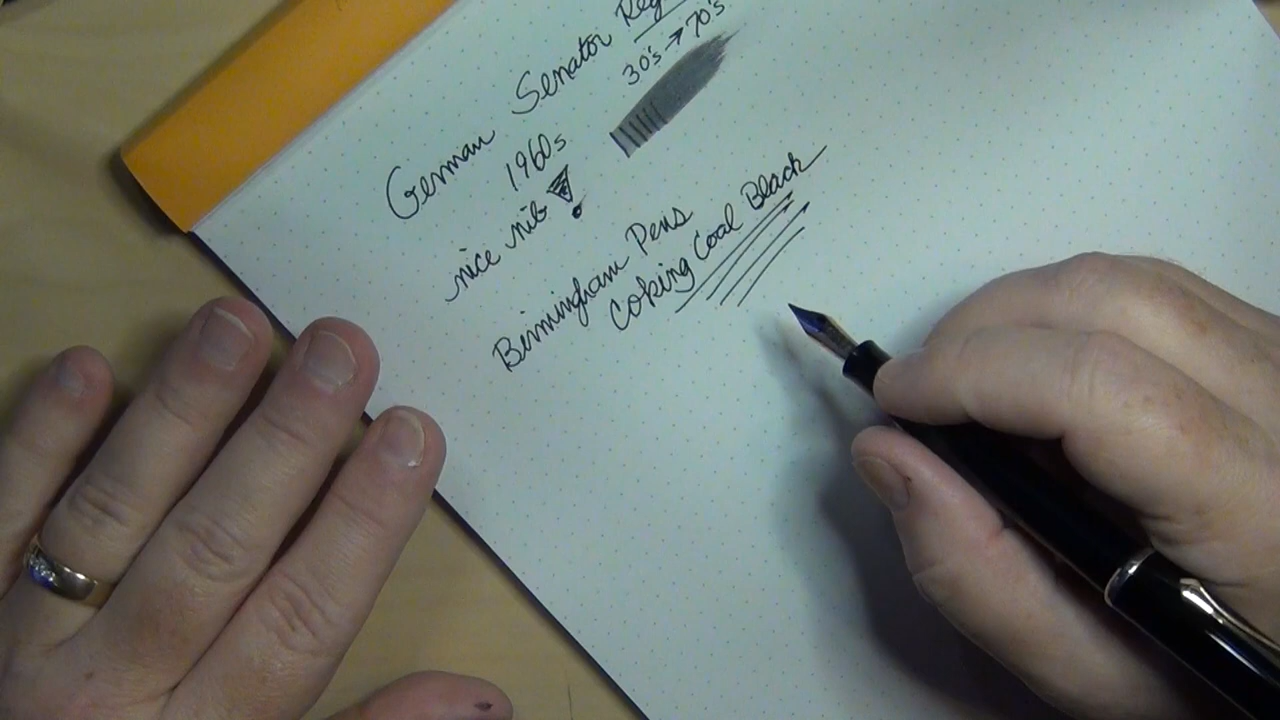 German Senator Reg
30's → 70's
1960s
nice nib!
Birmingham Pens
Coking Coal Black